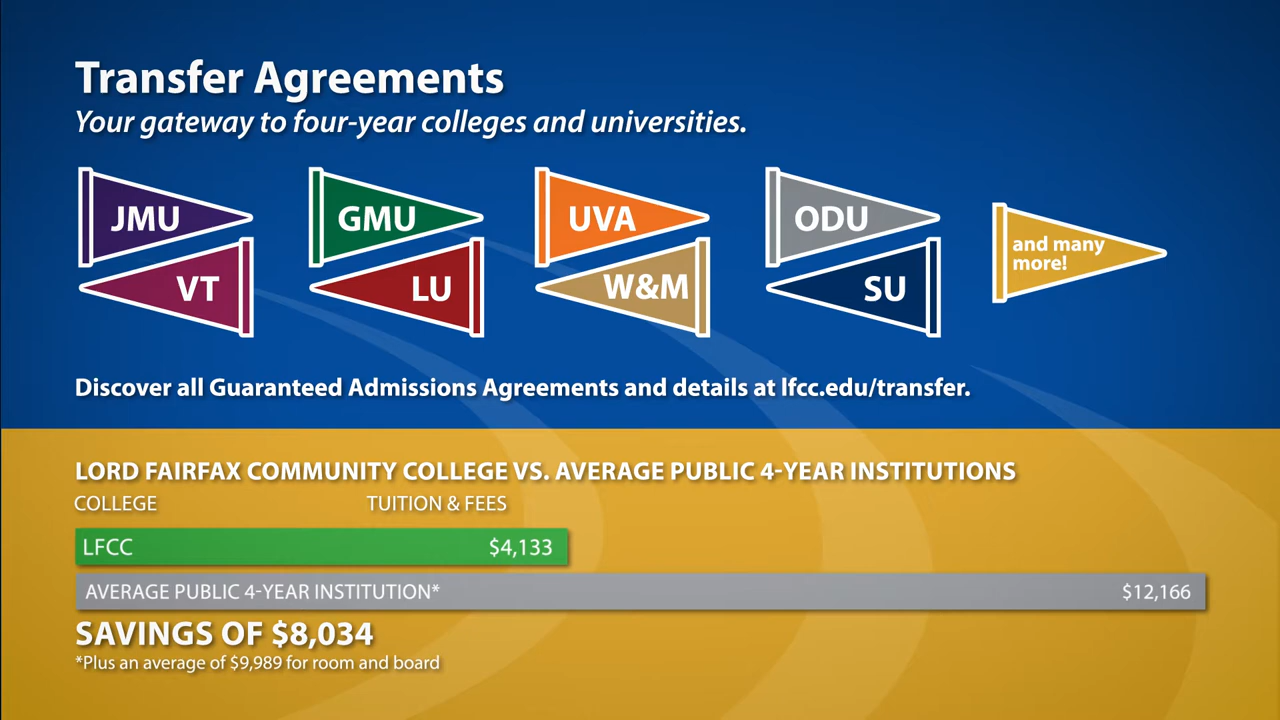 Transfer Agreements
Your gateway to four-year colleges and universities.
JMU
GMU
UVA
ODU
VT
LU
W&M
SU
and many
more!
Discover all Guaranteed Admissions Agreements and details at lfcc.edu/transfer.
LORD FAIRFAX COMMUNITY COLLEGE VS. AVERAGE PUBLIC 4-YEAR INSTITUTIONS
COLLEGE TUITION & FEES
LFCC $4,133
AVERAGE PUBLIC 4-YEAR INSTITUTION* $12,166
SAVINGS OF $8,034
*Plus an average of $9,989 for room and board